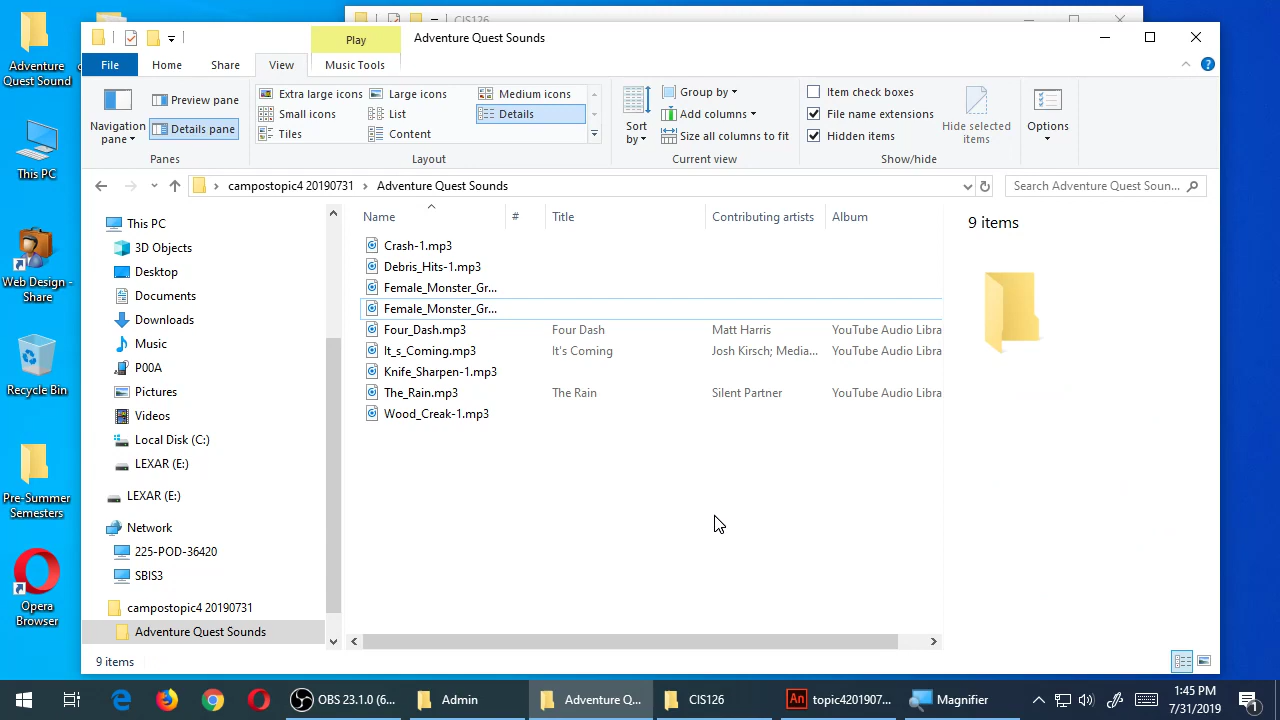 CIS126
Play
Adventure Quest Sounds
File
Home
Share
View
Music Tools
Navigation pane
Preview pane
Details pane
Panes
Extra large icons
Large icons
Medium icons
Small icons
List
Details
Tiles
Content
Layout
Sort by
Group by
Add columns
Size all columns to fit
Current view
Item check boxes
File name extensions
Hidden items
Hide selected items
Show/hide
Options
campostopic4 20190731 > Adventure Quest Sounds
Search Adventure Quest Soun...
Name # Title Contributing artists Album
Crash-1.mp3
Debris_Hits-1.mp3
Female_Monster_Gr...
Female_Monster_Gr...
Four_Dash.mp3 Four Dash Matt Harris YouTube Audio Libra
It_s_Coming.mp3 It's Coming Josh Kirsch; Media... YouTube Audio Libra
Knife_Sharpen-1.mp3
The_Rain.mp3 The Rain Silent Partner YouTube Audio Libra
Wood_Creak-1.mp3
9 items
This PC
3D Objects
Desktop
Documents
Downloads
Music
P00A
Pictures
Videos
Local Disk (C:)
LEXAR (E:)
LEXAR (E:)
Network
225-POD-36420
SBIS3
campostopic4 20190731
Adventure Quest Sounds
9 items
Adventure
Quest Sound
This PC
Web Design -
Share
Recycle Bin
Pre-Summer
Semesters
Opera
Browser
OBS 23.1.0 (6...
Admin
Adventure Q...
CIS126
An
topic4201907...
Magnifier
1:45 PM
7/31/2019
1